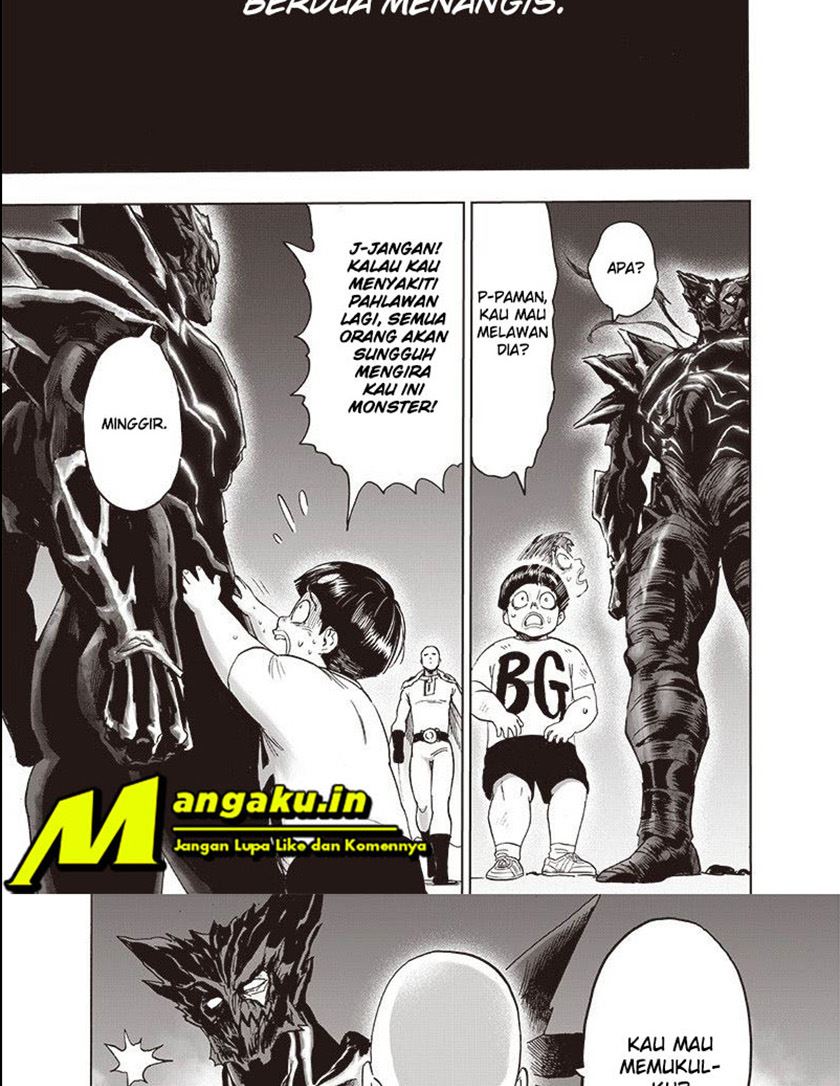 BERDUA MENANGIS.
APA?
P-PAMAN,
KAU MAU
MELAWAN
DIA?
BG
J-JANGAN!
KALAU KAU
MENYAKITI
PAHLAWAN
LAGI, SEMUA
ORANG AKAN
SUNGGUH
MENGIRA
KAU INI
MONSTER!
MINGGIR.
Mangaku.in
Jangan Lupa Like dan Komennya
KAU MAU
MEMUKUL-
KU?